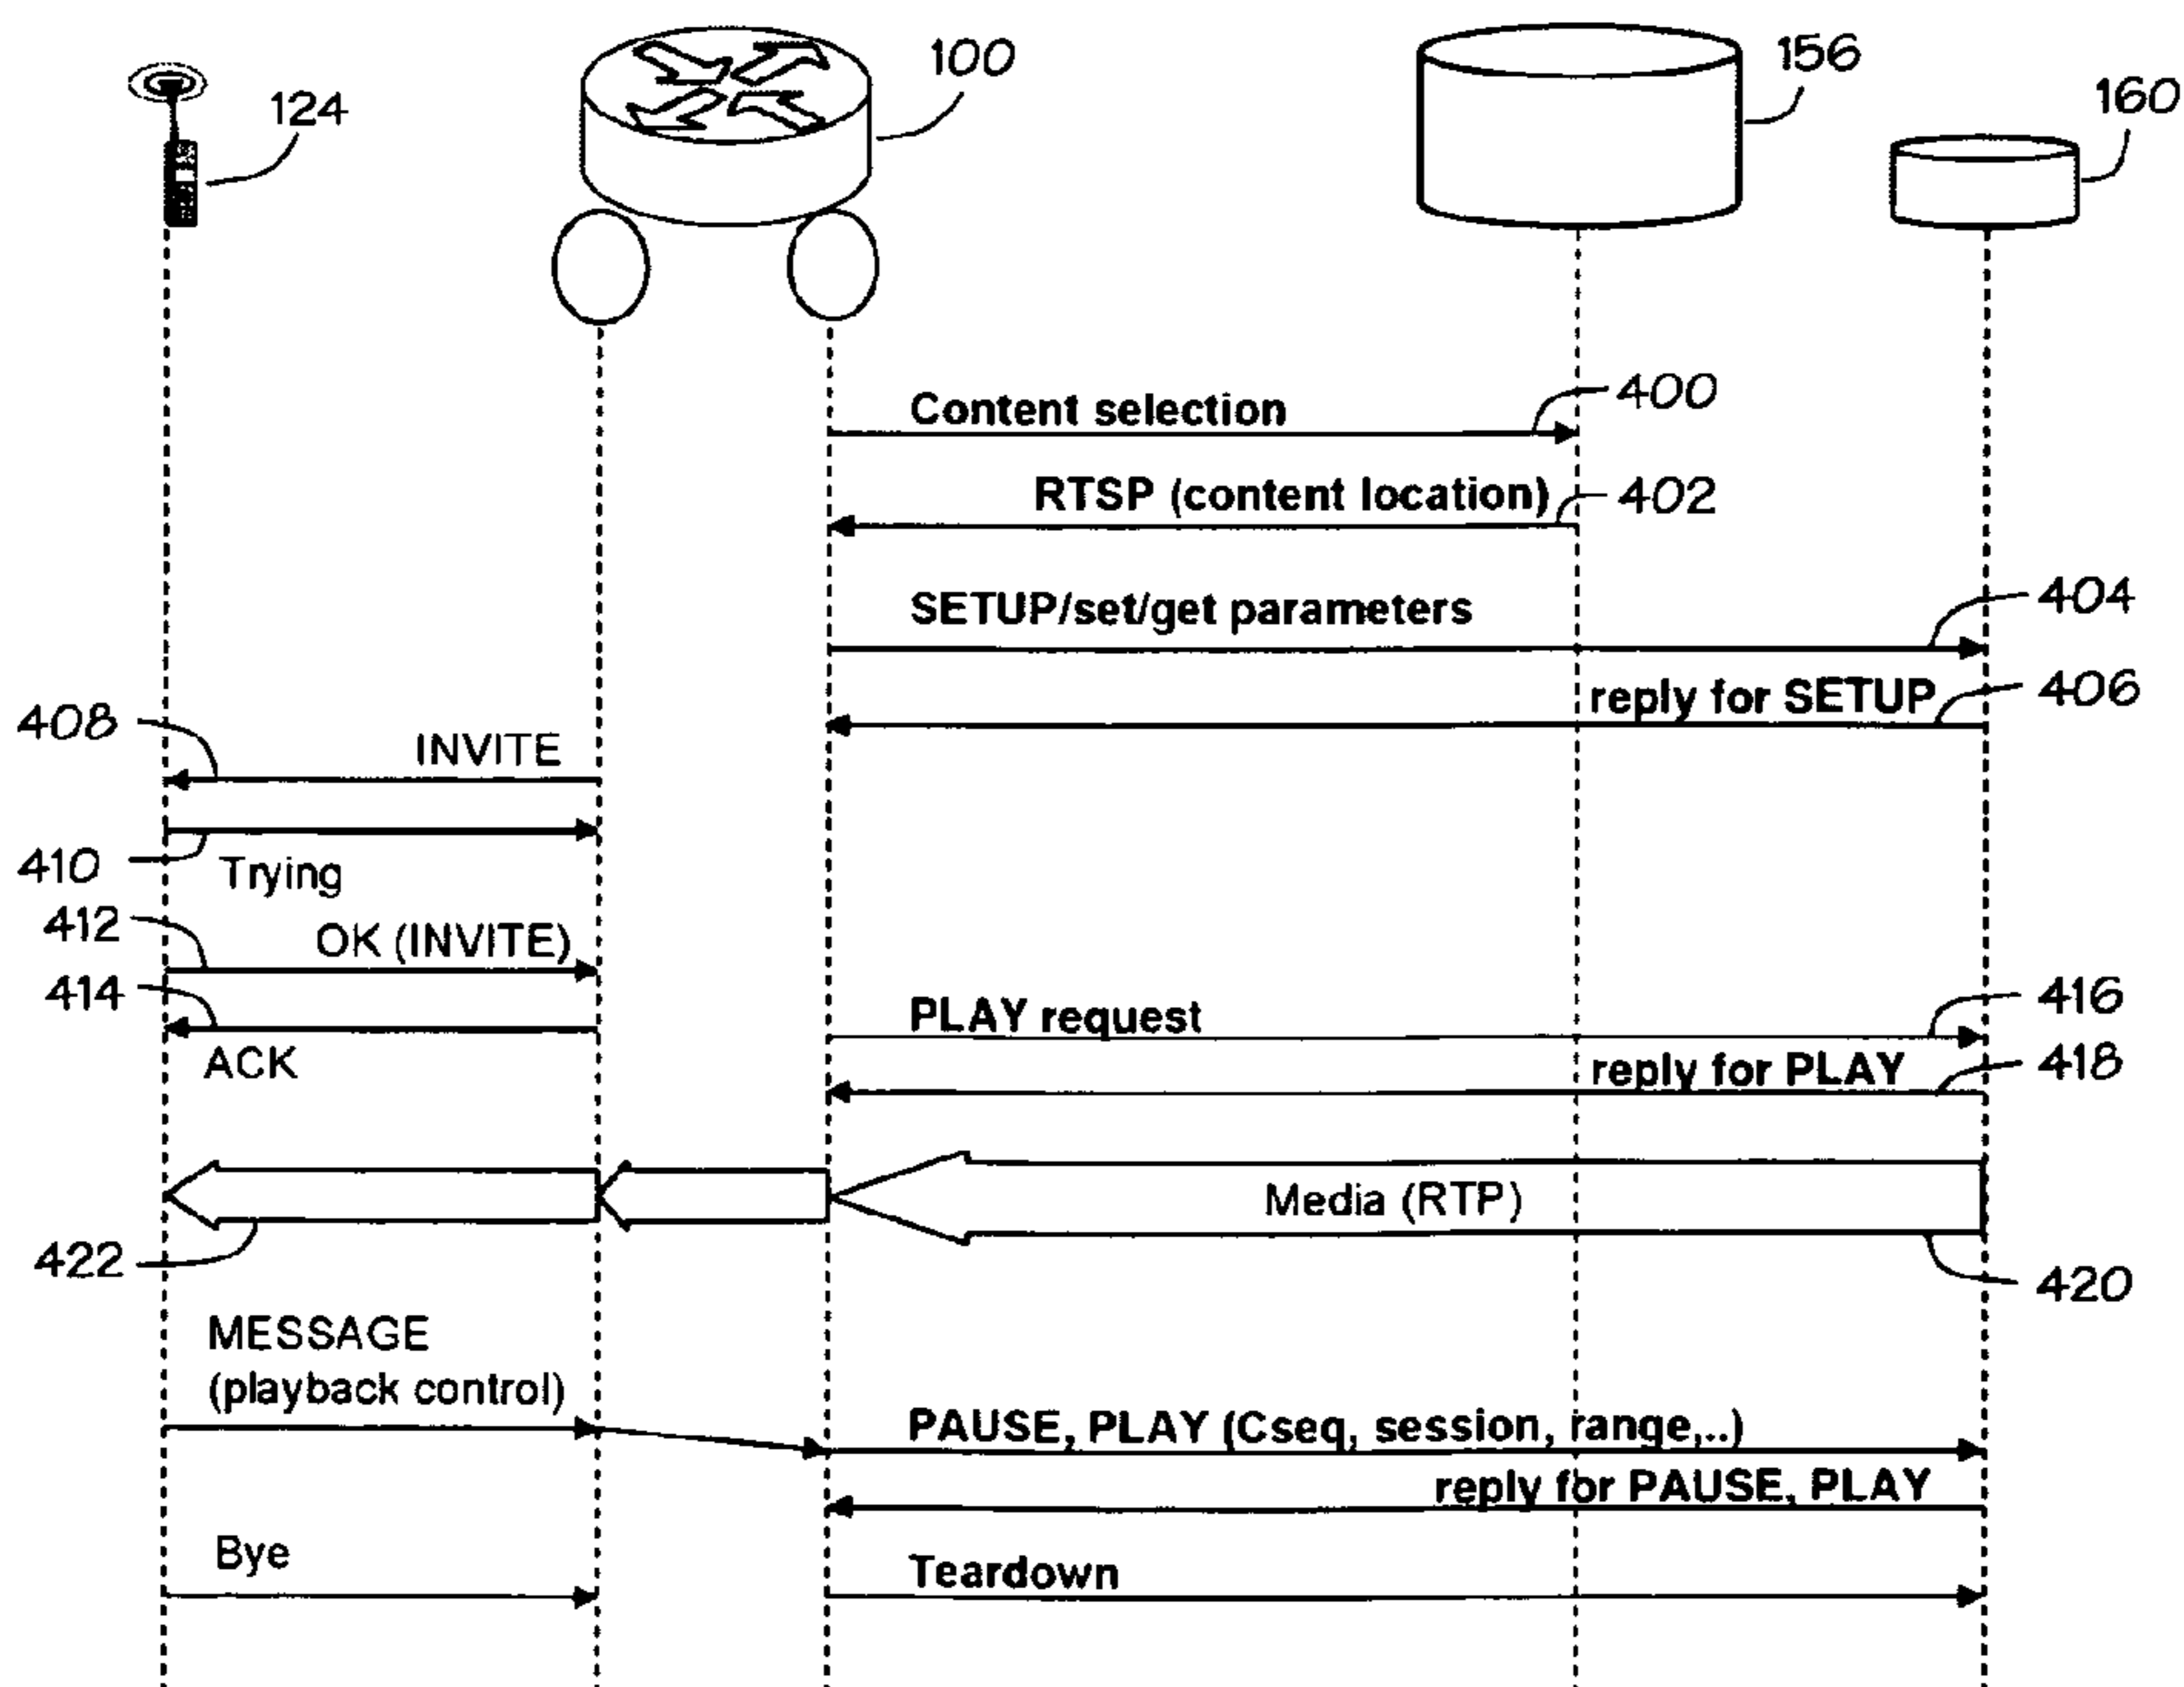 100
156
160
124
Content selection
400
RTSP (content location)
402
SETUP/set/get parameters
404
reply for SETUP
406
408
INVITE
410
Trying
412
OK (INVITE)
414
ACK
PLAY request
416
reply for PLAY
418
Media (RTP)
422
420
MESSAGE
(playback control)
PAUSE, PLAY (Cseq, session, range,..)
reply for PAUSE, PLAY
Bye
Teardown